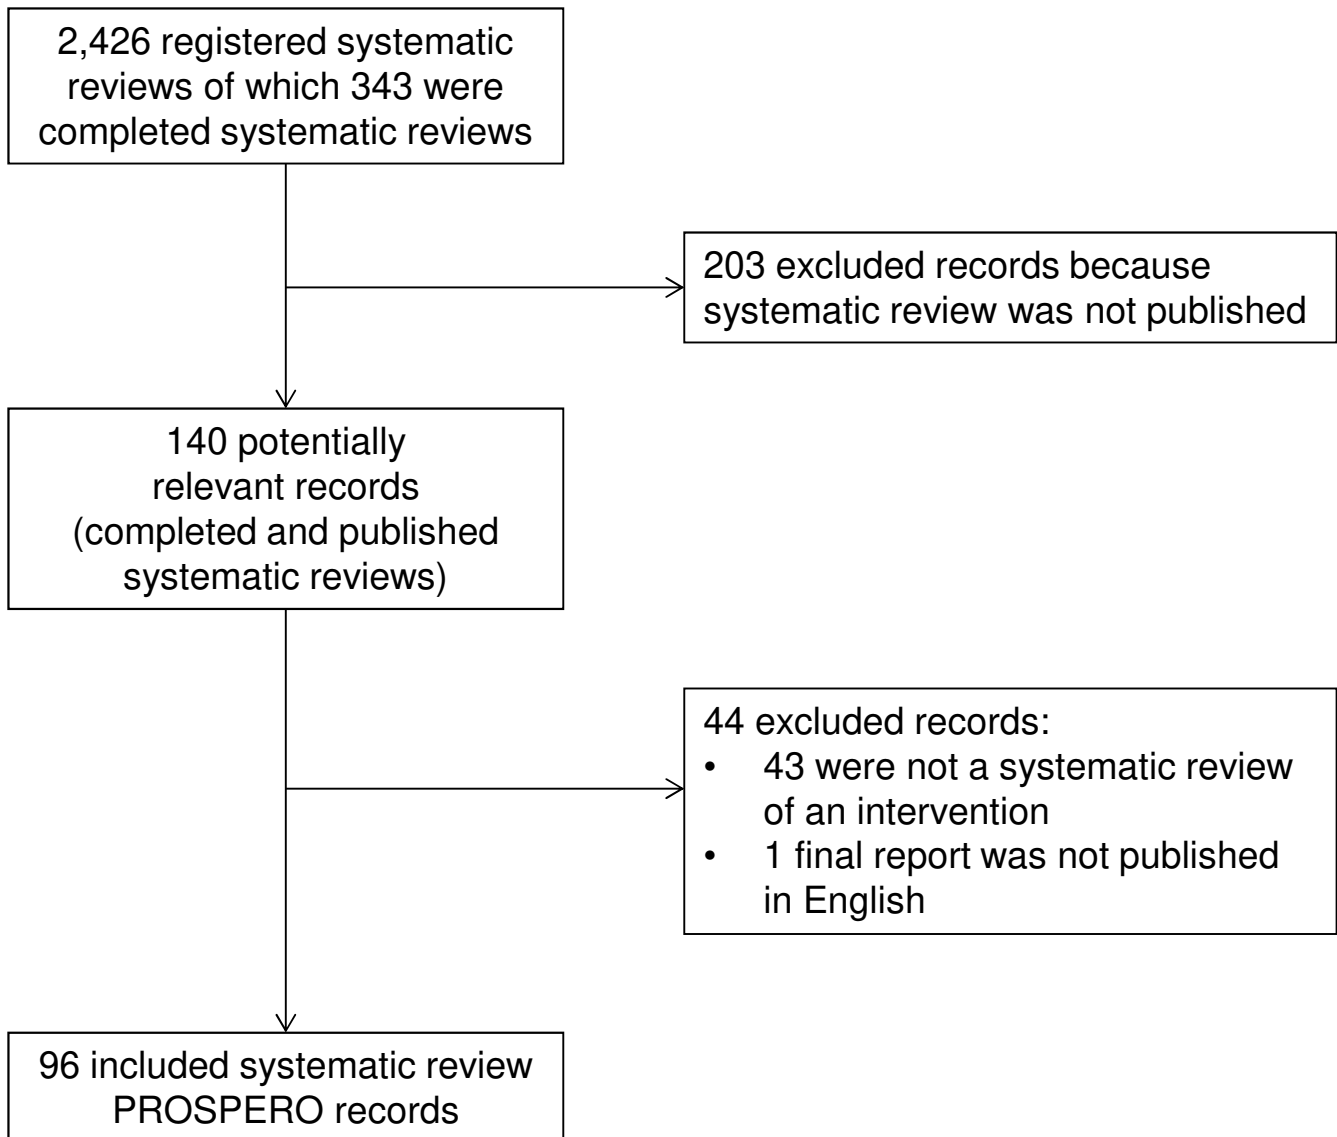 2,426 registered systematic
reviews of which 343 were
completed systematic reviews
203 excluded records because
systematic review was not published
140 potentially
relevant records
(completed and published
systematic reviews)
44 excluded records:
• 43 were not a systematic review
of an intervention
• 1 final report was not published
in English
96 included systematic review
PROSPERO records